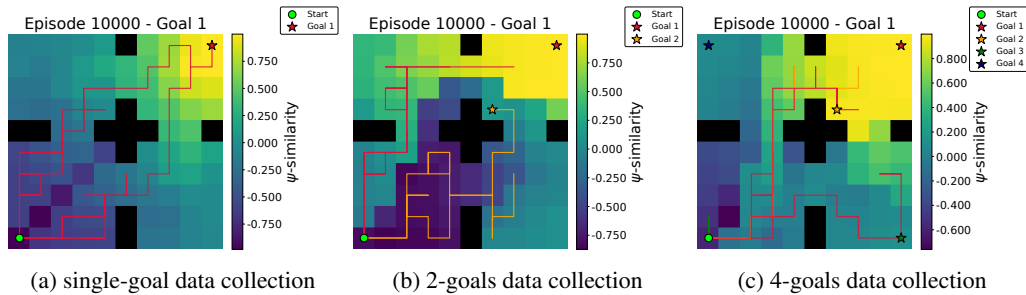 Episode 10000 - Goal 1
Start
Goal 1
0.750
0.500
0.250
0.000
-0.250
-0.500
-0.750
ψ-similarity
(a) single-goal data collection
Episode 10000 - Goal 1
Start
Goal 1
Goal 2
0.750
0.500
0.250
0.000
-0.250
-0.500
-0.750
ψ-similarity
(b) 2-goals data collection
Episode 10000 - Goal 1
Start
Goal 1
Goal 2
Goal 3
Goal 4
0.800
0.600
0.400
0.200
0.000
-0.200
-0.400
-0.600
ψ-similarity
(c) 4-goals data collection